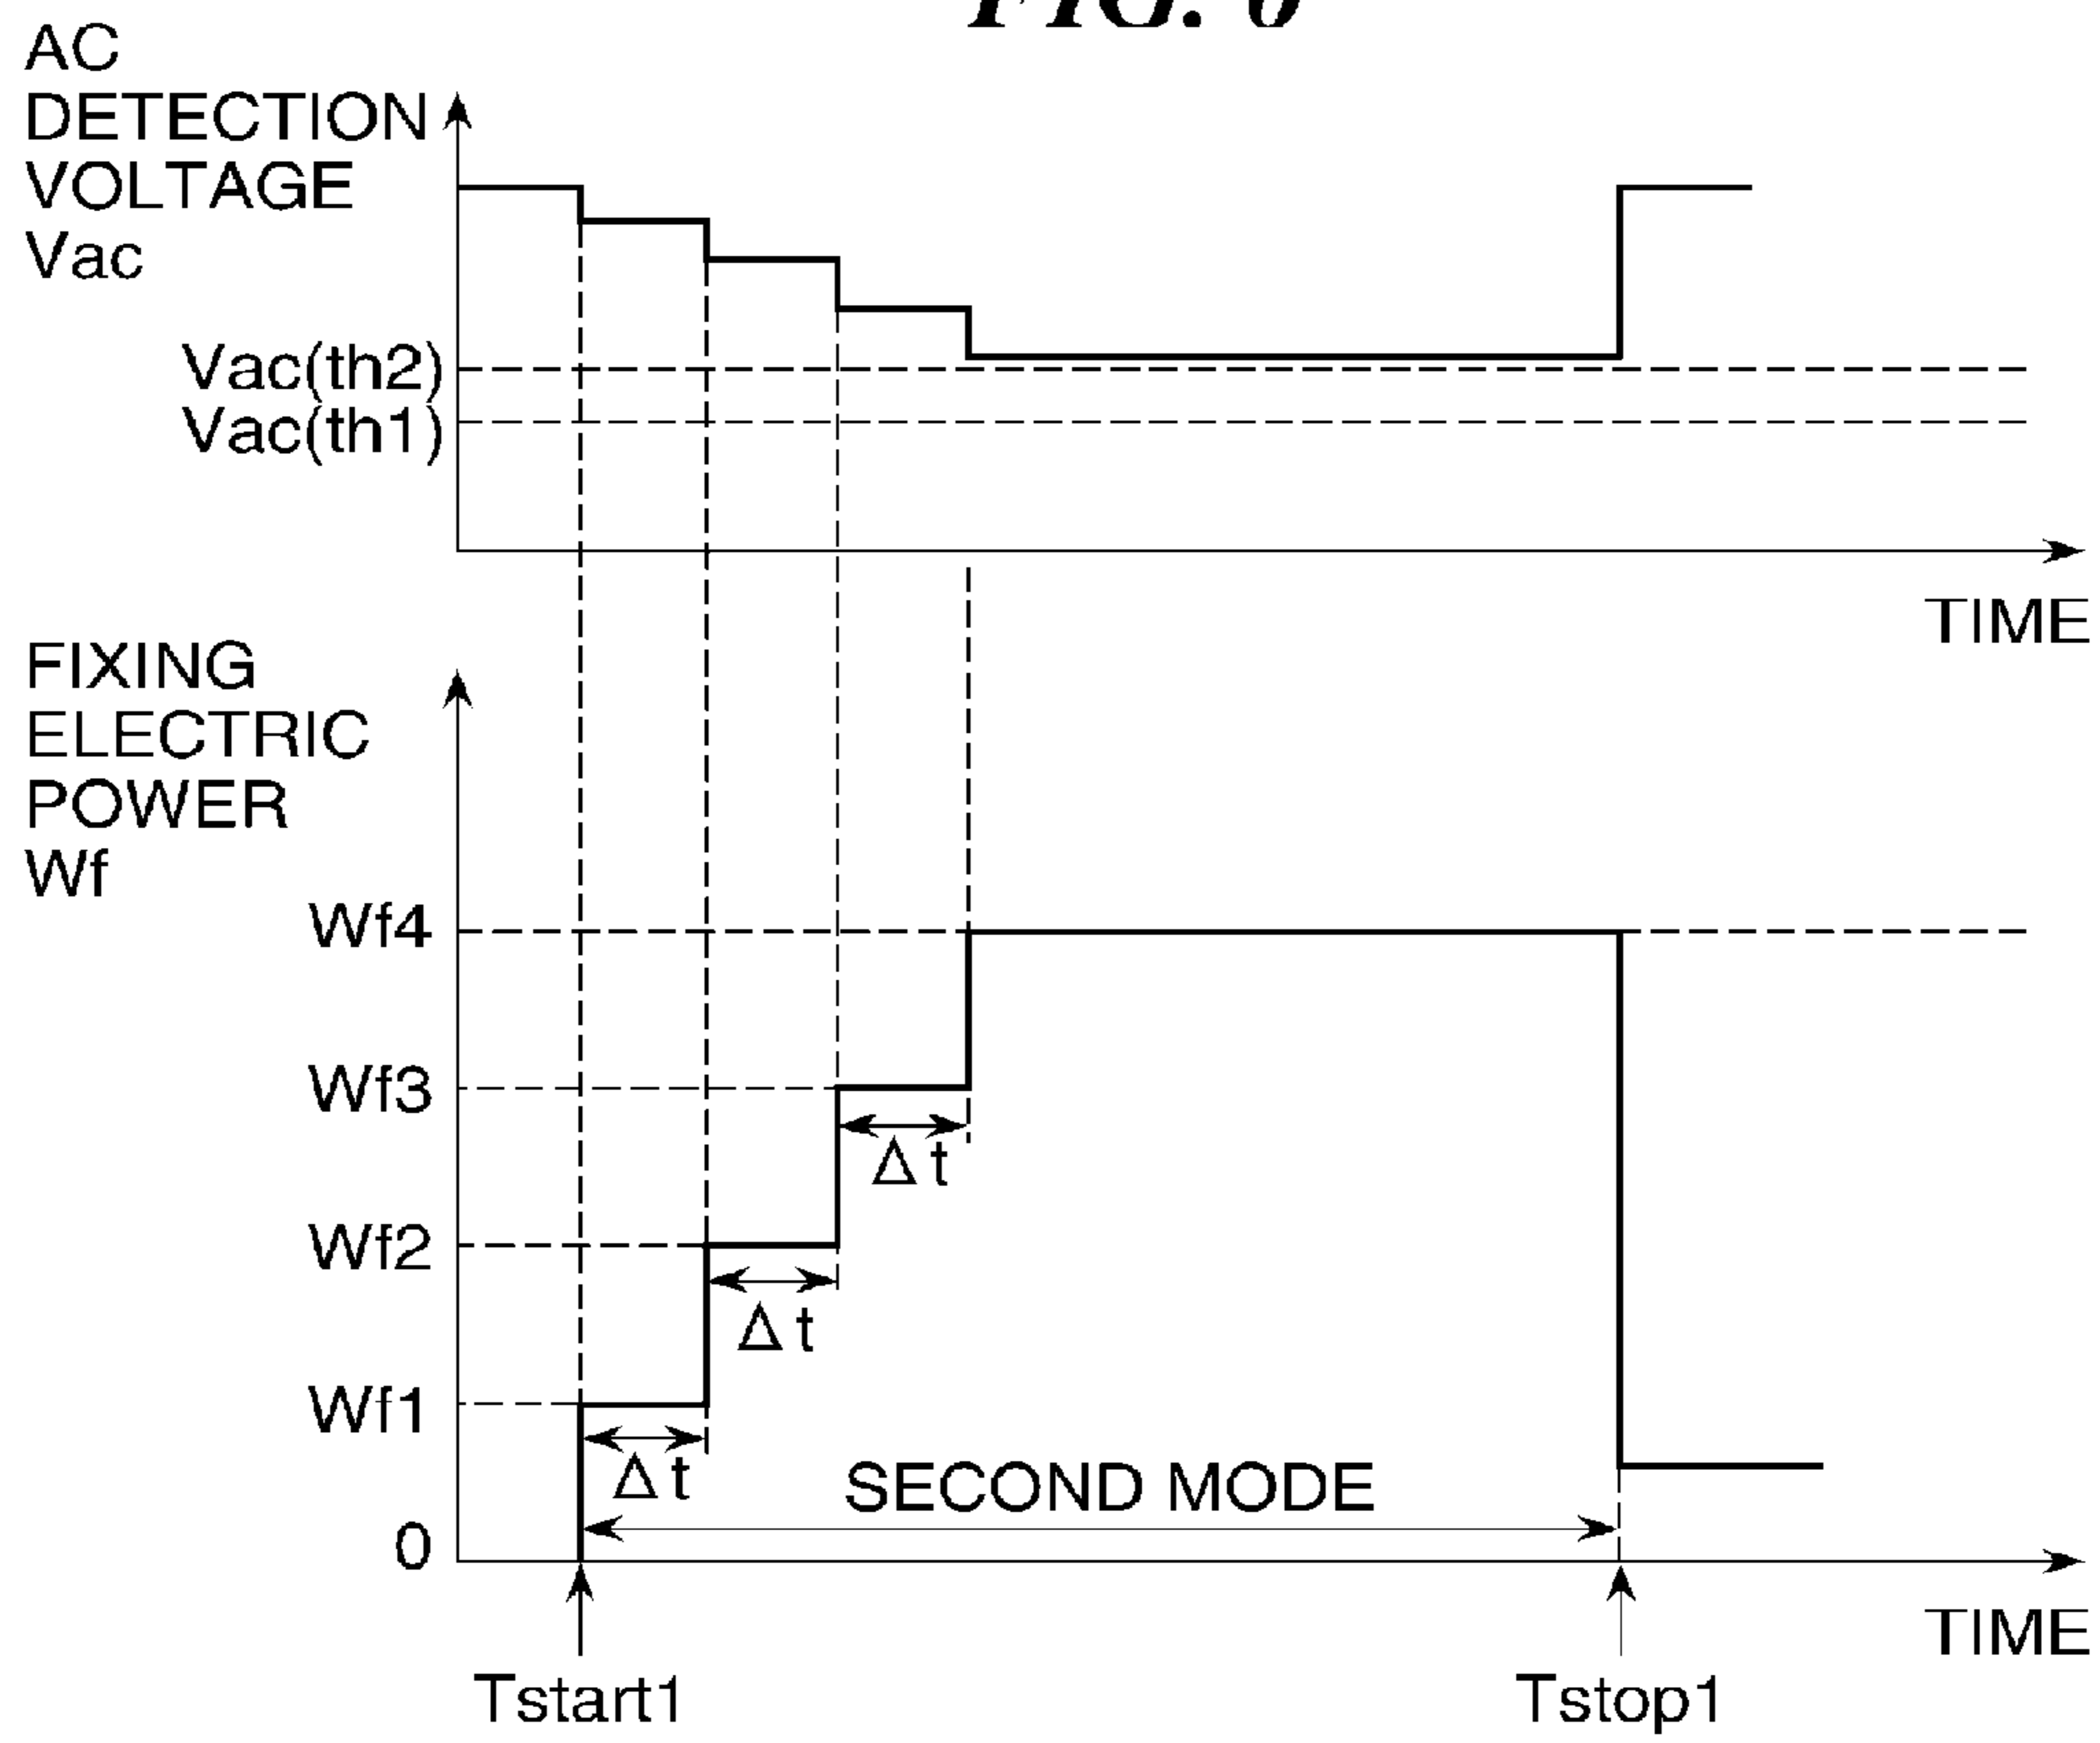 AC
DETECTION
VOLTAGE
Vac
Vac(th2)
Vac(th1)
TIME
FIXING
ELECTRIC
POWER
Wf
Wf4
Wf3
Δt
Wf2
Δt
Wf1
Δt
SECOND MODE
0
TIME
Tstart1
Tstop1